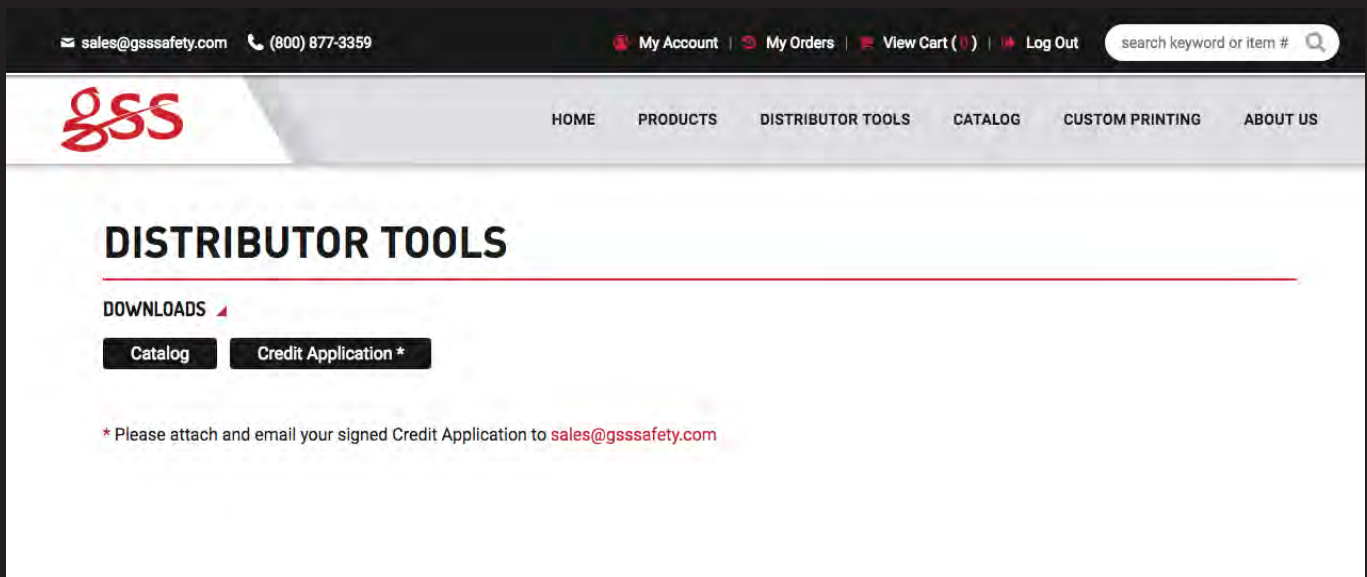 sales@gsssafety.com (800) 877-3359 My Account | My Orders | View Cart ( 0 ) | Log Out search keyword or item #
gss HOME PRODUCTS DISTRIBUTOR TOOLS CATALOG CUSTOM PRINTING ABOUT US
DISTRIBUTOR TOOLS
DOWNLOADS
Catalog Credit Application *
* Please attach and email your signed Credit Application to sales@gsssafety.com